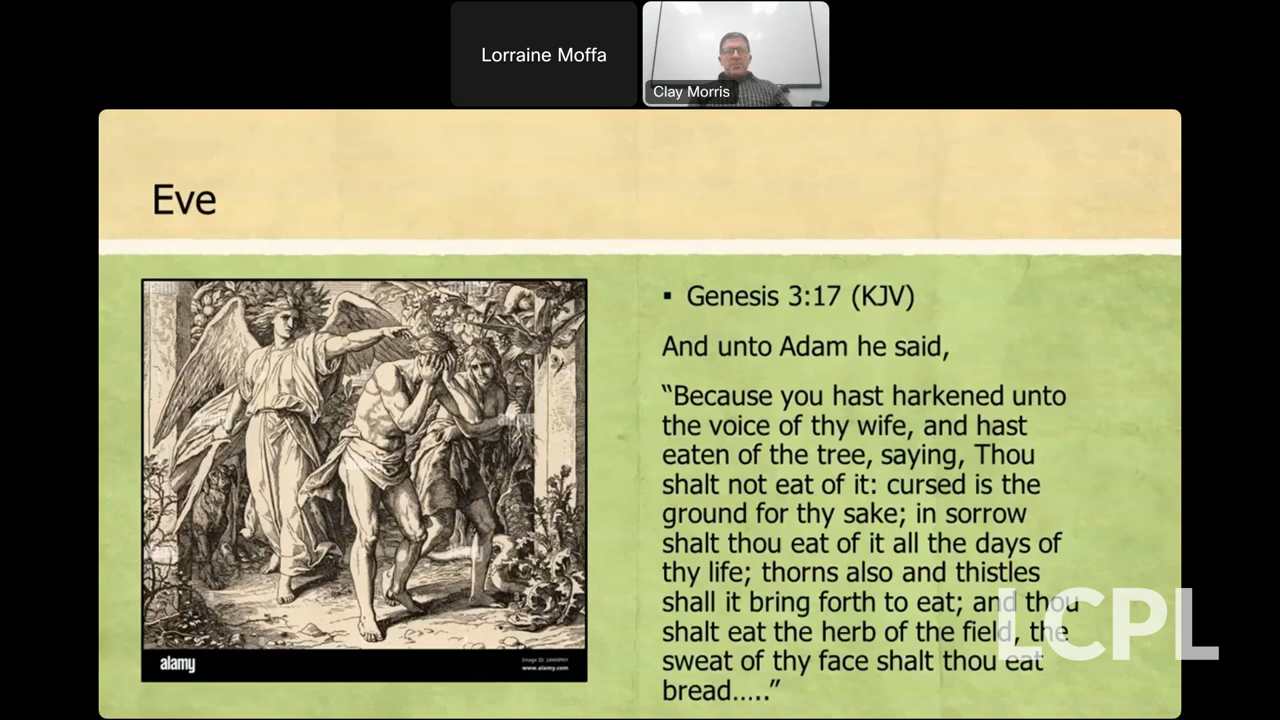 Lorraine Moffa
Clay Morris
Eve
▪ Genesis 3:17 (KJV)
And unto Adam he said,
“Because you hast harkened unto
the voice of thy wife, and hast
eaten of the tree, saying, Thou
shalt not eat of it: cursed is the
ground for thy sake; in sorrow
shalt thou eat of it all the days of
thy life; thorns also and thistles
shall it bring forth to eat; and thou
shalt eat the herb of the field, the
sweat of thy face shalt thou eat
bread…..”
LCPL
alamy
www.alamy.com